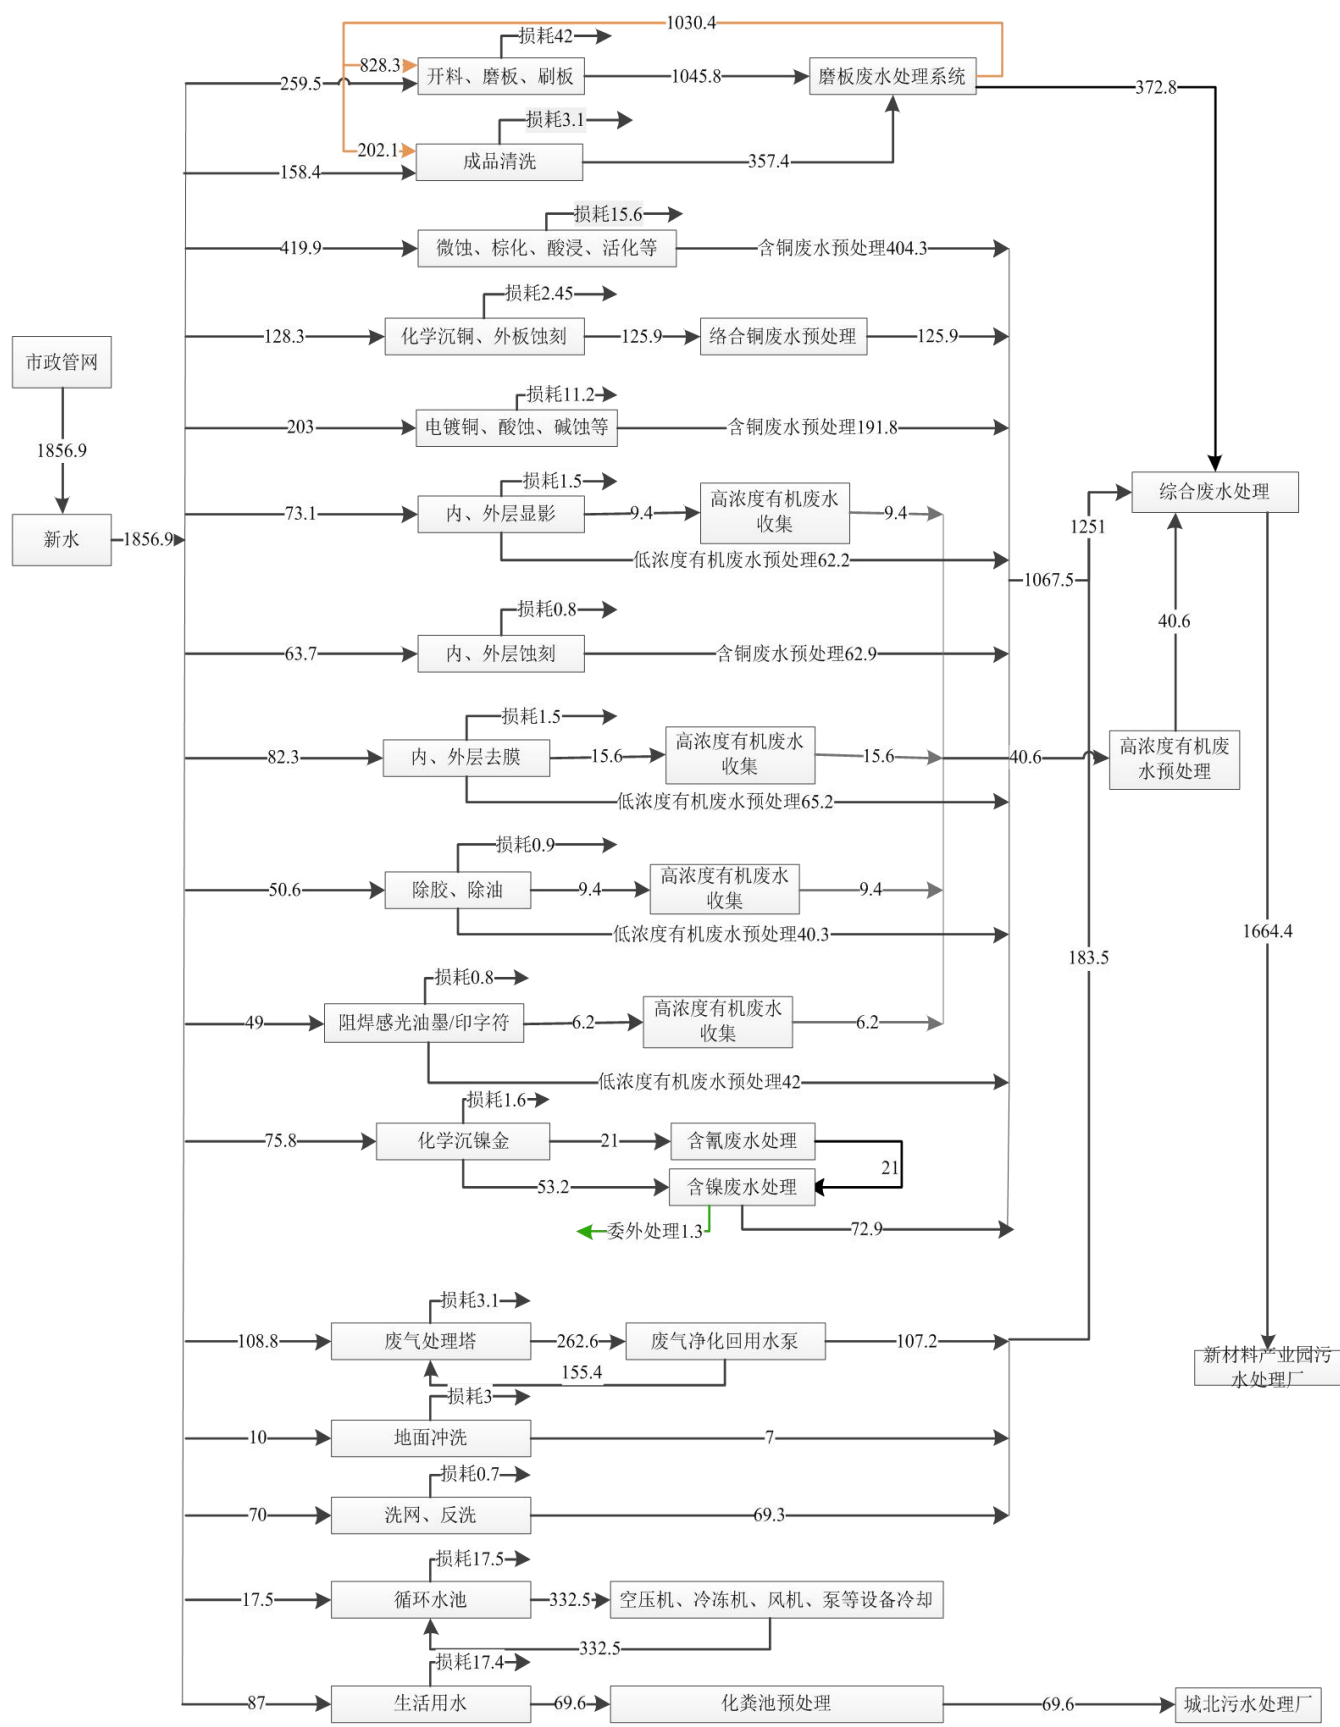 1030.4
损耗42
828.3
开料、磨板、刷板
1045.8
磨板废水处理系统
259.5
372.8
损耗3.1
202.1
成品清洗
357.4
158.4
损耗15.6
419.9
微蚀、棕化、酸浸、活化等
含铜废水预处理404.3
损耗2.45
128.3
化学沉铜、外板蚀刻
125.9
络合铜废水预处理
125.9
市政管网
损耗11.2
203
电镀铜、酸蚀、碱蚀等
含铜废水预处理191.8
1856.9
损耗1.5
综合废水处理
73.1
内、外层显影
9.4
高浓度有机废水
收集
9.4
新水
1856.9
1251
低浓度有机废水预处理62.2
1067.5
损耗0.8
40.6
63.7
内、外层蚀刻
含铜废水预处理62.9
损耗1.5
82.3
内、外层去膜
15.6
高浓度有机废水
收集
15.6
40.6
高浓度有机废
水预处理
低浓度有机废水预处理65.2
损耗0.9
50.6
除胶、除油
9.4
高浓度有机废水
收集
9.4
低浓度有机废水预处理40.3
1664.4
183.5
损耗0.8
49
阻焊感光油墨/印字符
6.2
高浓度有机废水
收集
6.2
低浓度有机废水预处理42
损耗1.6
75.8
化学沉镍金
21
含氰废水处理
21
53.2
含镍废水处理
委外处理1.3
72.9
损耗3.1
108.8
废气处理塔
262.6
废气净化回用水泵
107.2
新材料产业园污
水处理厂
155.4
损耗3
10
地面冲洗
7
损耗0.7
70
洗网、反洗
69.3
损耗17.5
17.5
循环水池
332.5
空压机、冷冻机、风机、泵等设备冷却
332.5
损耗17.4
87
生活用水
69.6
化粪池预处理
69.6
城北污水处理厂